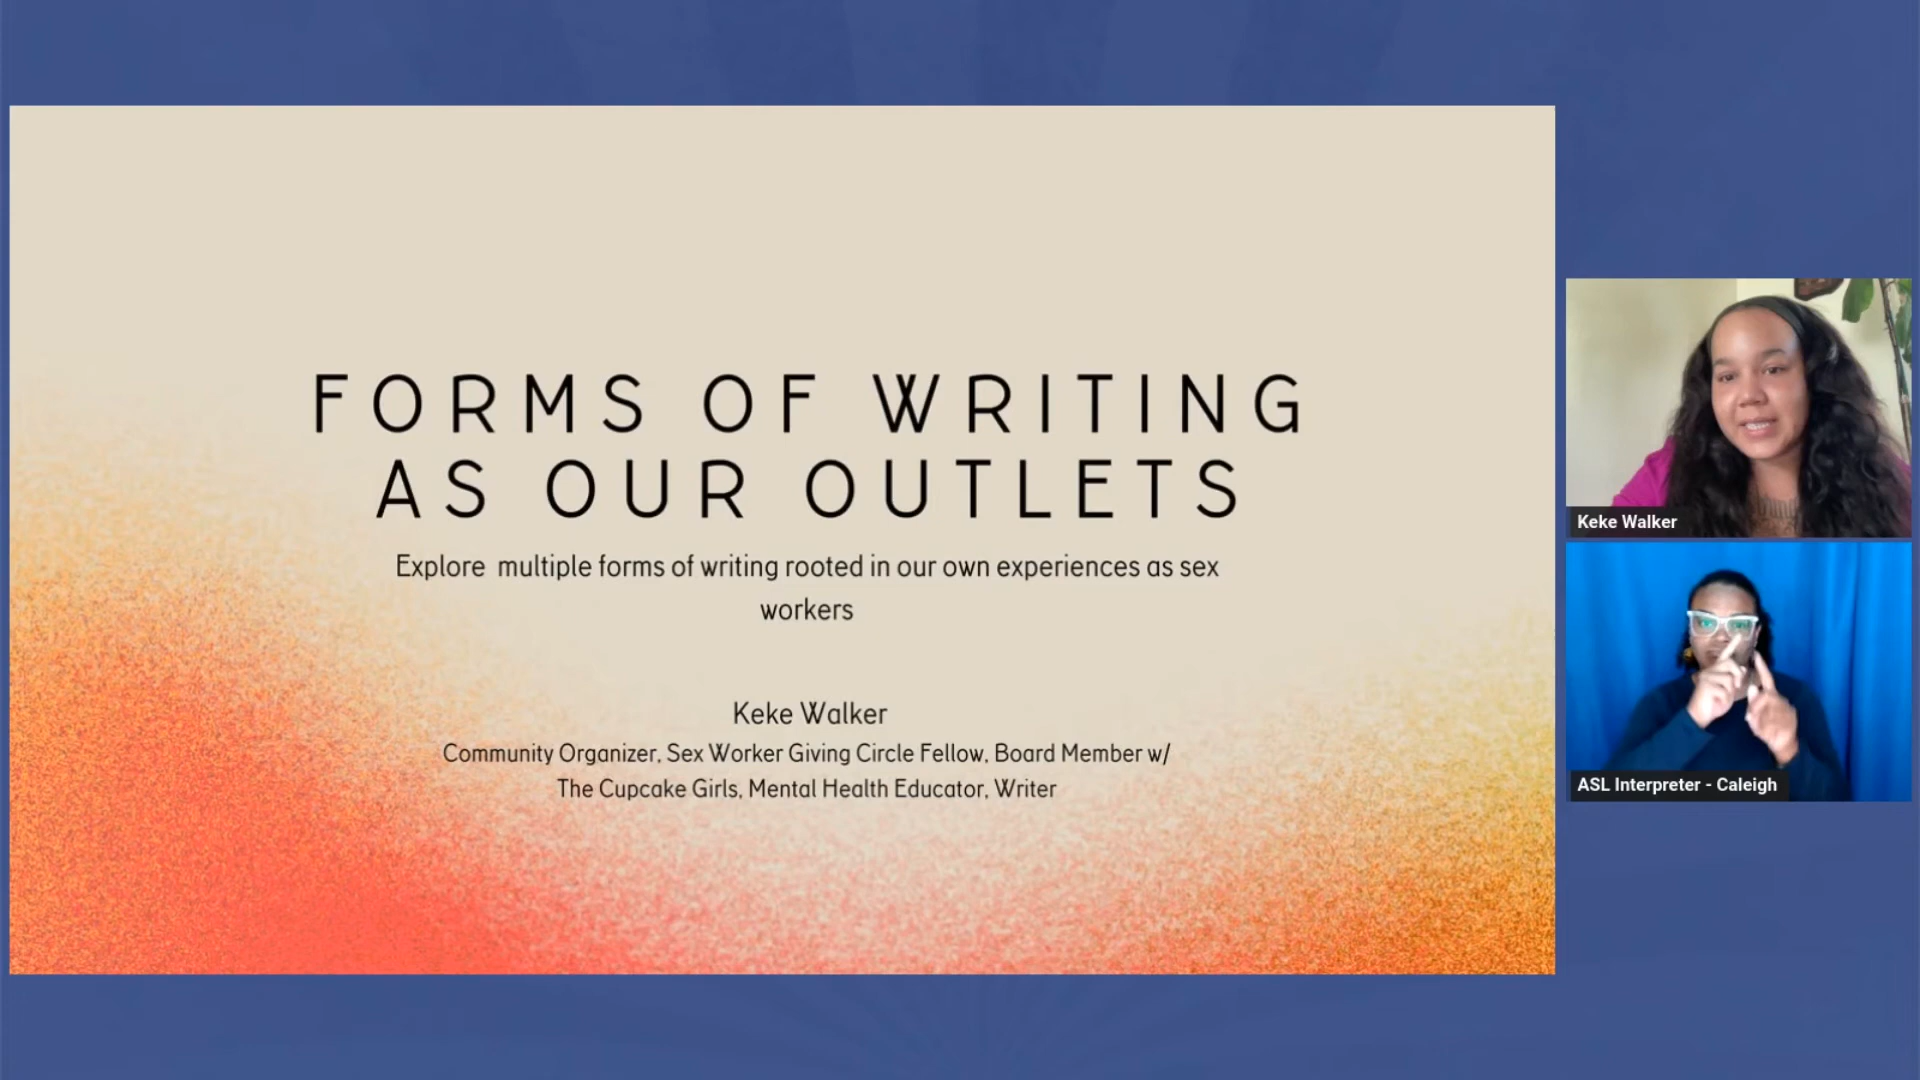 FORMS OF WRITING
AS OUR OUTLETS
Explore multiple forms of writing rooted in our own experiences as sex
workers
Keke Walker
Community Organizer, Sex Worker Giving Circle Fellow, Board Member w/
The Cupcake Girls, Mental Health Educator, Writer
Keke Walker
ASL Interpreter - Caleigh